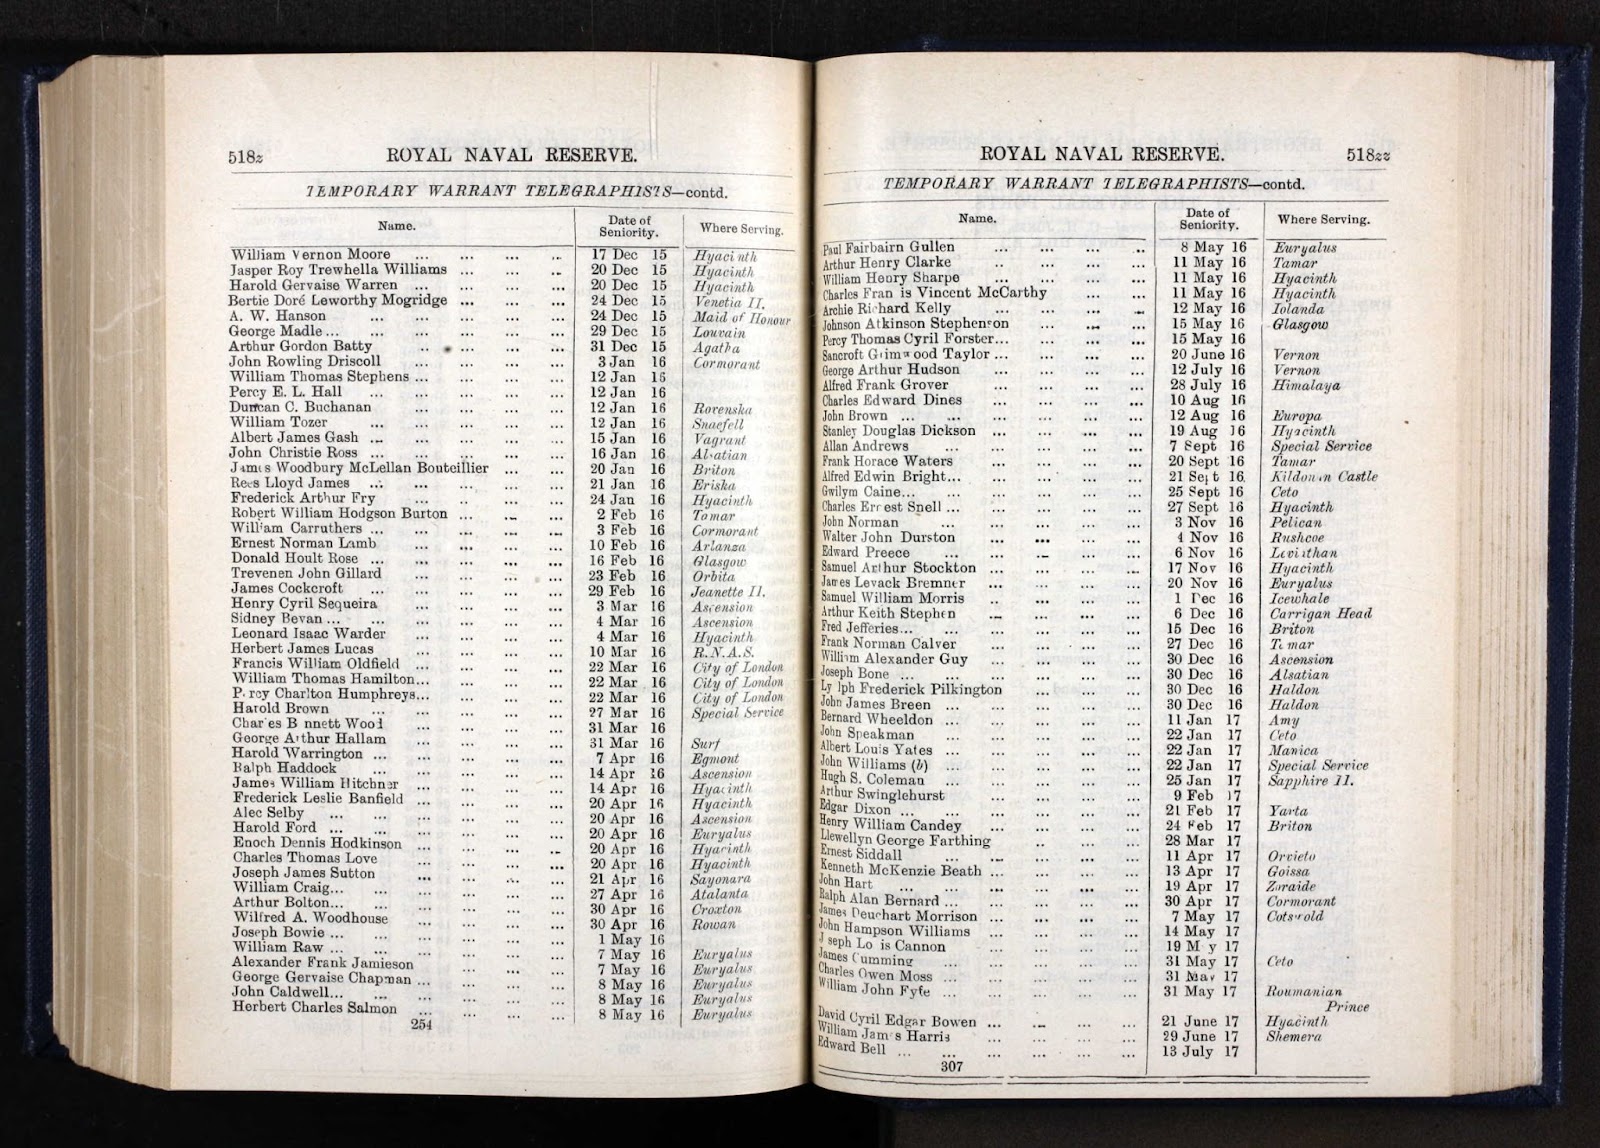 518z ROYAL NAVAL RESERVE.
TEMPORARY WARRANT TELEGRAPHISTS—contd.
Name. Date of Seniority. Where Serving.
William Vernon Moore ... ... ... ... 17 Dec 15 Hyacinth
Jasper Roy Trewhella Williams ... ... ... 20 Dec 15 Hyacinth
Harold Gervaise Warren ... ... ... ... 20 Dec 15 Hyacinth
Bertie Doré Leworthy Mogridge ... ... ... 24 Dec 15 Venetia II.
A. W. Hanson ... ... ... ... ... 24 Dec 15 Maid of Honour
George Madle ... ... ... ... ... ... 29 Dec 15 Louvain
Arthur Gordon Batty ... ... ... ... 31 Dec 15 Agatha
John Rowling Driscoll ... ... ... ... 3 Jan 16 Cormorant
William Thomas Stephens ... ... ... ... 12 Jan 16
Percy E. L. Hall ... ... ... ... ... 12 Jan 16
Duncan C. Buchanan ... ... ... ... 12 Jan 16 Rovenska
William Tozer ... ... ... ... ... 12 Jan 16 Snaefell
Albert James Gash ... ... ... ... ... 15 Jan 16 Vagrant
John Christie Ross ... ... ... ... ... 16 Jan 16 Alsatian
James Woodbury McLellan Bouteillier ... ... 20 Jan 16 Briton
Rees Lloyd James ... ... ... ... ... 21 Jan 16 Eriska
Frederick Arthur Fry ... ... ... ... 24 Jan 16 Hyacinth
Robert William Hodgson Burton ... ... ... 2 Feb 16 Tamar
William Carruthers ... ... ... ... ... 3 Feb 16 Cormorant
Ernest Norman Lamb ... ... ... ... 10 Feb 16 Arlanza
Donald Hoult Rose ... ... ... ... ... 16 Feb 16 Glasgow
Trevenen John Gillard ... ... ... ... 23 Feb 16 Orbita
James Cockcroft ... ... ... ... ... 29 Feb 16 Jeanette II.
Henry Cyril Sequeira ... ... ... ... 3 Mar 16 Ascension
Sidney Bevan ... ... ... ... ... ... 4 Mar 16 Ascension
Leonard Isaac Warder ... ... ... ... 4 Mar 16 Hyacinth
Herbert James Lucas ... ... ... ... 10 Mar 16 R.N.A.S.
Francis William Oldfield ... ... ... ... 22 Mar 16 City of London
William Thomas Hamilton... ... ... ... 22 Mar 16 City of London
Percy Charlton Humphreys... ... ... ... 22 Mar 16 City of London
Harold Brown ... ... ... ... ... 27 Mar 16 Special Service
Charles Bennett Wood ... ... ... ... 31 Mar 16
George Arthur Hallam ... ... ... ... 31 Mar 16 Surf
Harold Warrington ... ... ... ... ... 7 Apr 16 Egmont
Ralph Haddock ... ... ... ... ... 14 Apr 16 Ascension
James William Hitchner ... ... ... ... 14 Apr 16 Hyacinth
Frederick Leslie Banfield ... ... ... ... 20 Apr 16 Hyacinth
Alec Selby ... ... ... ... ... ... 20 Apr 16 Ascension
Harold Ford ... ... ... ... ... ... 20 Apr 16 Euryalus
Enoch Dennis Hodkinson ... ... ... ... 20 Apr 16 Hyacinth
Charles Thomas Love ... ... ... ... 20 Apr 16 Hyacinth
Joseph James Sutton ... ... ... ... 21 Apr 16 Sayonara
William Craig... ... ... ... ... ... 27 Apr 16 Atalanta
Arthur Bolton... ... ... ... ... ... 30 Apr 16 Croxton
Wilfred A. Woodhouse ... ... ... ... 30 Apr 16 Rowan
Joseph Bowie ... ... ... ... ... ... 1 May 16
William Raw ... ... ... ... ... ... 7 May 16 Euryalus
Alexander Frank Jamieson ... ... ... 7 May 16 Euryalus
George Gervaise Chapman ... ... ... ... 8 May 16 Euryalus
John Caldwell... ... ... ... ... ... 8 May 16 Euryalus
Herbert Charles Salmon ... ... ... ... 8 May 16 Euryalus
254
ROYAL NAVAL RESERVE. 518zz
TEMPORARY WARRANT TELEGRAPHISTS—contd.
Name. Date of Seniority. Where Serving.
Paul Fairbairn Gullen ... ... ... ... 8 May 16 Euryalus
Arthur Henry Clarke ... ... ... ... 11 May 16 Tamar
William Henry Sharpe ... ... ... ... 11 May 16 Hyacinth
Charles Fran is Vincent McCarthy ... ... 11 May 16 Hyacinth
Archie Richard Kelly ... ... ... ... 12 May 16 Iolanda
Johnson Atkinson Stephenson ... ... ... 15 May 16 Glasgow
Percy Thomas Cyril Forster... ... ... ... 15 May 16
Sancroft Grimwood Taylor ... ... ... ... 20 June 16 Vernon
George Arthur Hudson ... ... ... ... 12 July 16 Vernon
Alfred Frank Grover ... ... ... ... 28 July 16 Himalaya
Charles Edward Dines ... ... ... ... 10 Aug 16
John Brown ... ... ... ... ... ... 12 Aug 16 Europa
Stanley Douglas Dickson ... ... ... ... 19 Aug 16 Hyacinth
Allan Andrews ... ... ... ... ... 7 Sept 16 Special Service
Frank Horace Waters ... ... ... ... 20 Sept 16 Tamar
Alfred Edwin Bright... ... ... ... ... 21 Sept 16 Kildonan Castle
Gwilym Caine... ... ... ... ... ... 25 Sept 16 Ceto
Charles Ernest Snell ... ... ... ... ... 27 Sept 16 Hyacinth
John Norman ... ... ... ... ... 3 Nov 16 Pelican
Walter John Durston ... ... ... ... 4 Nov 16 Rushcoe
Edward Preece ... ... ... ... ... 6 Nov 16 Leviathan
Samuel Arthur Stockton ... ... ... ... 17 Nov 16 Hyacinth
James Levack Bremner ... ... ... ... 20 Nov 16 Euryalus
Samuel William Morris ... ... ... ... 1 Dec 16 Icewhale
Arthur Keith Stephen ... ... ... ... 6 Dec 16 Carrigan Head
Fred Jefferies... ... ... ... ... ... 15 Dec 16 Briton
Frank Norman Calver ... ... ... ... 27 Dec 16 Tamar
William Alexander Guy ... ... ... ... 30 Dec 16 Ascension
Joseph Bone ... ... ... ... ... ... 30 Dec 16 Alsatian
Ly lph Frederick Pilkington ... ... ... 30 Dec 16 Haldon
John James Breen ... ... ... ... ... 30 Dec 16 Haldon
Bernard Wheeldon ... ... ... ... ... 11 Jan 17 Amy
John Speakman ... ... ... ... ... 22 Jan 17 Ceto
Albert Louis Yates ... ... ... ... ... 22 Jan 17 Manica
John Williams (b) ... ... ... ... ... 22 Jan 17 Special Service
Hugh S. Coleman ... ... ... ... ... 25 Jan 17 Sapphire II.
Arthur Swinglehurst ... ... ... ... 9 Feb 17
Edgar Dixon ... ... ... ... ... ... 21 Feb 17 Yarta
Henry William Candey ... ... ... ... 24 Feb 17 Briton
Llewellyn George Farthing ... ... ... 28 Mar 17
Ernest Siddall ... ... ... ... ... 11 Apr 17 Orvieto
Kenneth McKenzie Beath ... ... ... ... 13 Apr 17 Goissa
John Hart ... ... ... ... ... ... 19 Apr 17 Zoraide
Ralph Alan Bernard ... ... ... ... ... 30 Apr 17 Cormorant
James Deuchart Morrison ... ... ... ... 7 May 17 Cotswold
John Hampson Williams ... ... ... ... 14 May 17
J seph Lo is Cannon ... ... ... ... 19 M y 17
James Cumming ... ... ... ... ... 31 May 17 Ceto
Charles Owen Moss ... ... ... ... ... 31 May 17
William John Fyfe ... ... ... ... ... 31 May 17 Roumanian
Prince
David Cyril Edgar Bowen ... ... ... ... 21 June 17 Hyacinth
William James Harris ... ... ... ... 29 June 17 Shemera
Edward Bell ... ... ... ... ... ... 13 July 17
307